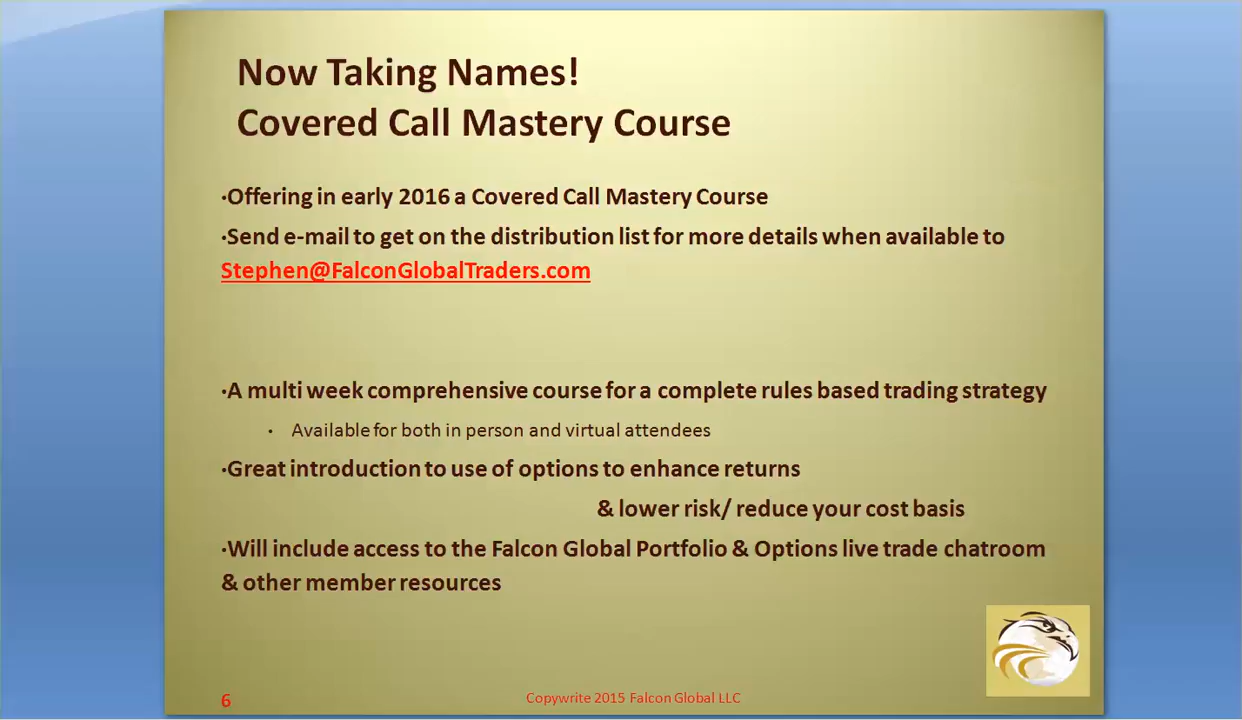 Now Taking Names!
Covered Call Mastery Course
•Offering in early 2016 a Covered Call Mastery Course
•Send e-mail to get on the distribution list for more details when available to
Stephen@FalconGlobalTraders.com
•A multi week comprehensive course for a complete rules based trading strategy
• Available for both in person and virtual attendees
•Great introduction to use of options to enhance returns
& lower risk/ reduce your cost basis
•Will include access to the Falcon Global Portfolio & Options live trade chatroom
& other member resources
6
Copywrite 2015 Falcon Global LLC